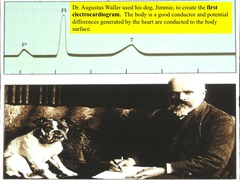 Dr. Augustus Waller used his dog, Jimmie, to create the first
electrocardiogram. The body is a good conductor and potential
differences generated by the heart are conducted to the body
surface
R
P
T